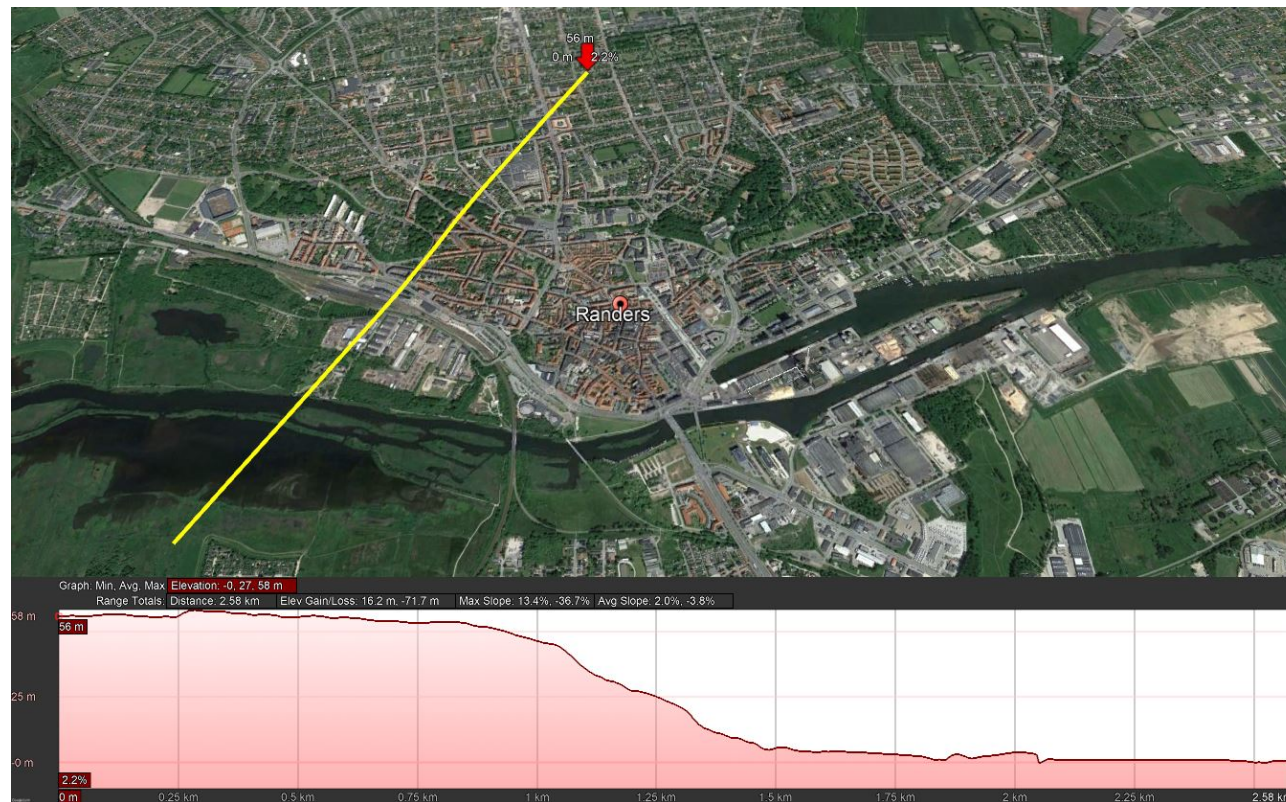 56 m
0 m 2.2%
Randers
Graph: Min, Avg, Max Elevation: -0, 27, 58 m
Range Totals: Distance: 2.58 km Elev Gain/Loss: 16.2 m, -71.7 m Max Slope: 13.4%, -36.7% Avg Slope: 2.0%, -3.8%
58 m
56 m
25 m
-0 m
2.2%
0 m 0.25 km 0.5 km 0.75 km 1 km 1.25 km 1.5 km 1.75 km 2 km 2.25 km 2.58 km